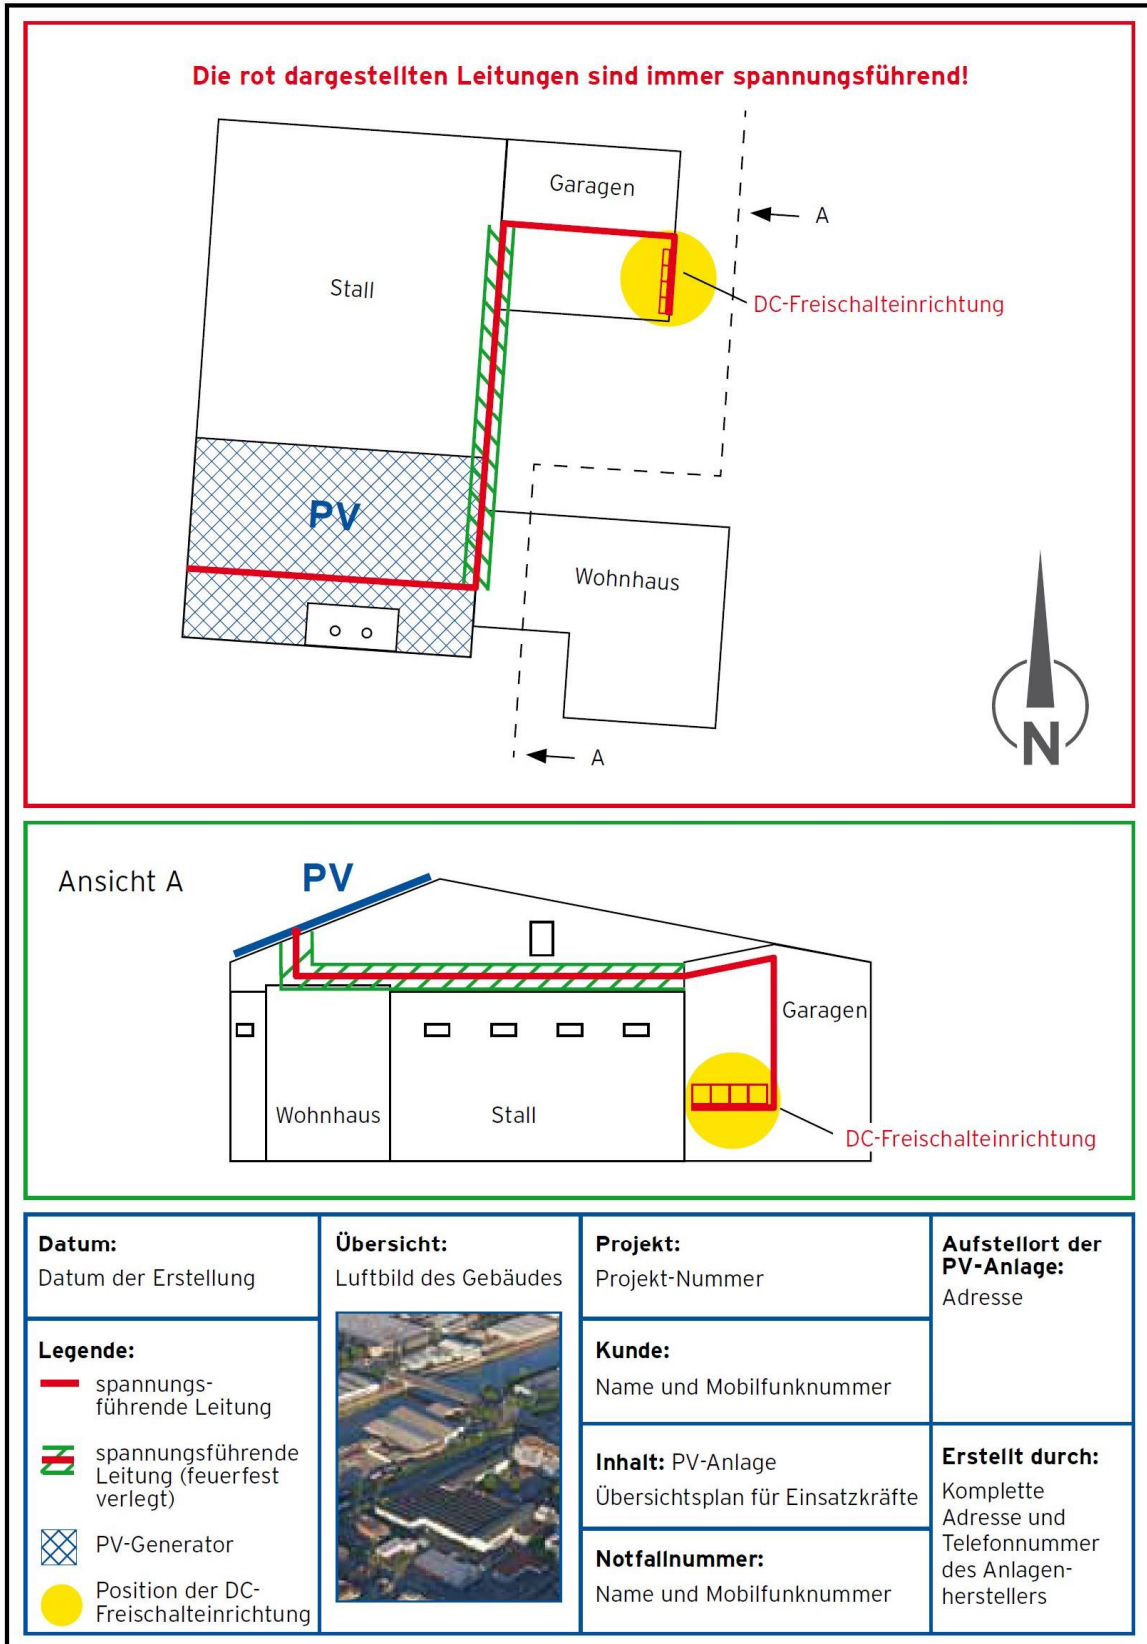 Die rot dargestellten Leitungen sind immer spannungsführend!
Garagen
A
Stall
DC-Freischalteinrichtung
PV
Wohnhaus
A
N
Ansicht A
PV
Garagen
Wohnhaus
Stall
DC-Freischalteinrichtung
Datum:
Datum der Erstellung
Legende:
spannungs-
führende Leitung
spannungsführende
Leitung (feuerfest
verlegt)
PV-Generator
Position der DC-
Freischalteinrichtung
Übersicht:
Luftbild des Gebäudes
Projekt:
Projekt-Nummer
Kunde:
Name und Mobilfunknummer
Inhalt: PV-Anlage
Übersichtsplan für Einsatzkräfte
Notfallnummer:
Name und Mobilfunknummer
Aufstellort der
PV-Anlage:
Adresse
Erstellt durch:
Komplette
Adresse und
Telefonnummer
des Anlagen-
herstellers